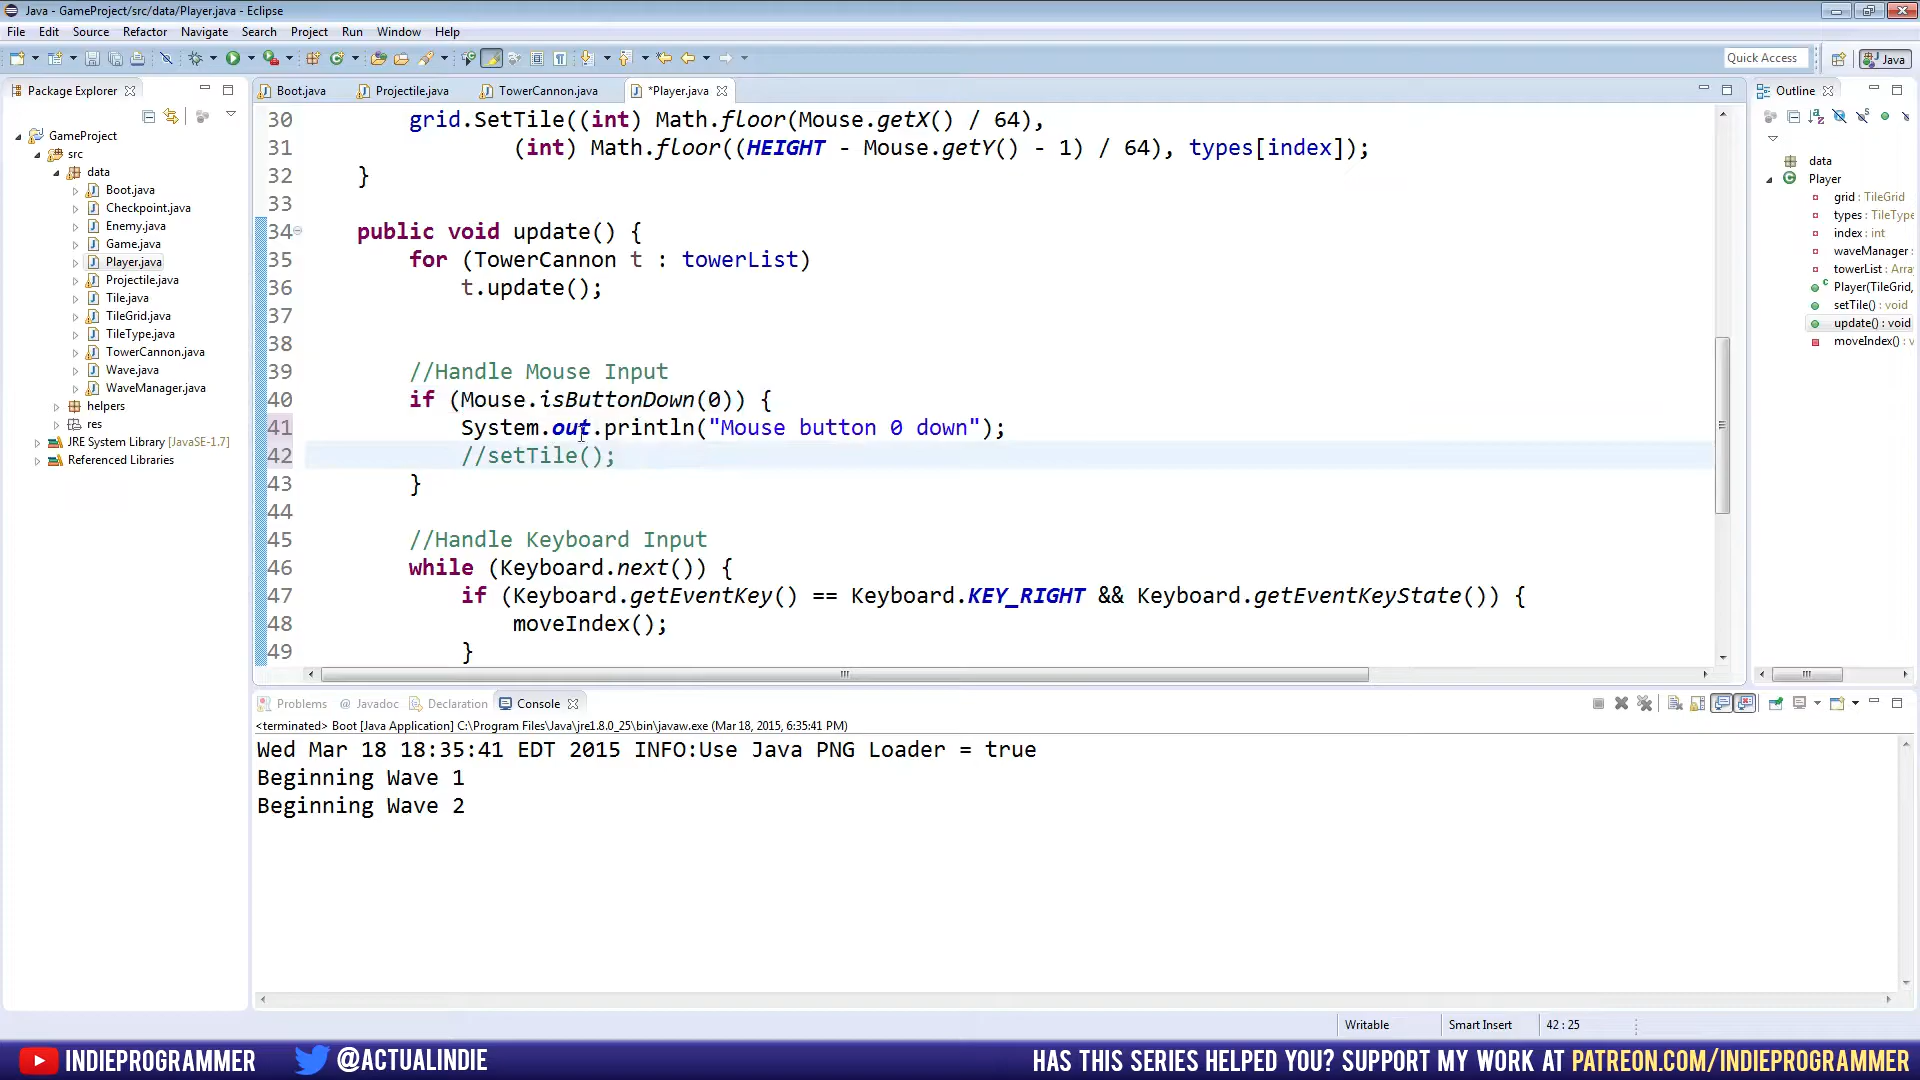 Java - GameProject/src/data/Player.java - Eclipse
File Edit Source Refactor Navigate Search Project Run Window Help
Quick Access
Java
Package Explorer
GameProject
src
data
Boot.java
Checkpoint.java
Enemy.java
Game.java
Player.java
Projectile.java
Tile.java
TileGrid.java
TileType.java
TowerCannon.java
Wave.java
WaveManager.java
helpers
res
JRE System Library [JavaSE-1.7]
Referenced Libraries
Boot.java Projectile.java TowerCannon.java *Player.java
30 grid.SetTile((int) Math.floor(Mouse.getX() / 64),
31 (int) Math.floor((HEIGHT - Mouse.getY() - 1) / 64), types[index]);
32 }
33
34 public void update() {
35 for (TowerCannon t : towerList)
36 t.update();
37
38
39 //Handle Mouse Input
40 if (Mouse.isButtonDown(0)) {
41 System.out.println("Mouse button 0 down");
42 //setTile();
43 }
44
45 //Handle Keyboard Input
46 while (Keyboard.next()) {
47 if (Keyboard.getEventKey() == Keyboard.KEY_RIGHT && Keyboard.getEventKeyState()) {
48 moveIndex();
49 }
Outline
data
Player
grid : TileGrid
types : TileType
index : int
waveManager :
towerList : Arra
Player(TileGrid,
setTile() : void
update() : void
moveIndex() : v
Problems @ Javadoc Declaration Console
<terminated> Boot [Java Application] C:\Program Files\Java\jre1.8.0_25\bin\javaw.exe (Mar 18, 2015, 6:35:41 PM)
Wed Mar 18 18:35:41 EDT 2015 INFO:Use Java PNG Loader = true
Beginning Wave 1
Beginning Wave 2
Writable Smart Insert 42 : 25
INDIEPROGRAMMER @ACTUALINDIE HAS THIS SERIES HELPED YOU? SUPPORT MY WORK AT PATREON.COM/INDIEPROGRAMMER